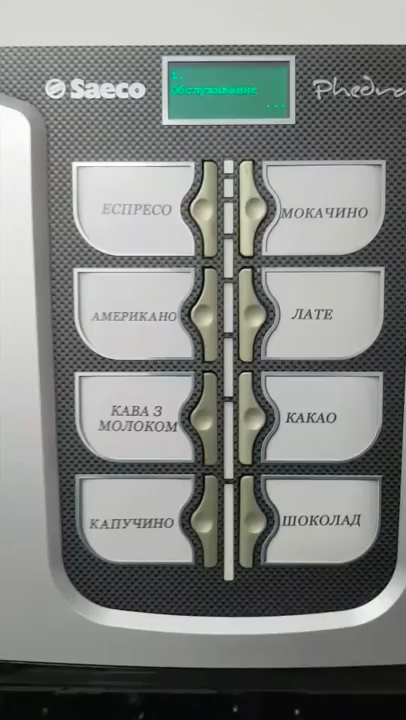 Saeco
Phedra
1.
Обслуживание
...
ЕСПРЕСО
МОКАЧИНО
АМЕРИКАНО
ЛАТЕ
КАВА З
МОЛОКОМ
КАКАО
КАПУЧИНО
ШОКОЛАД